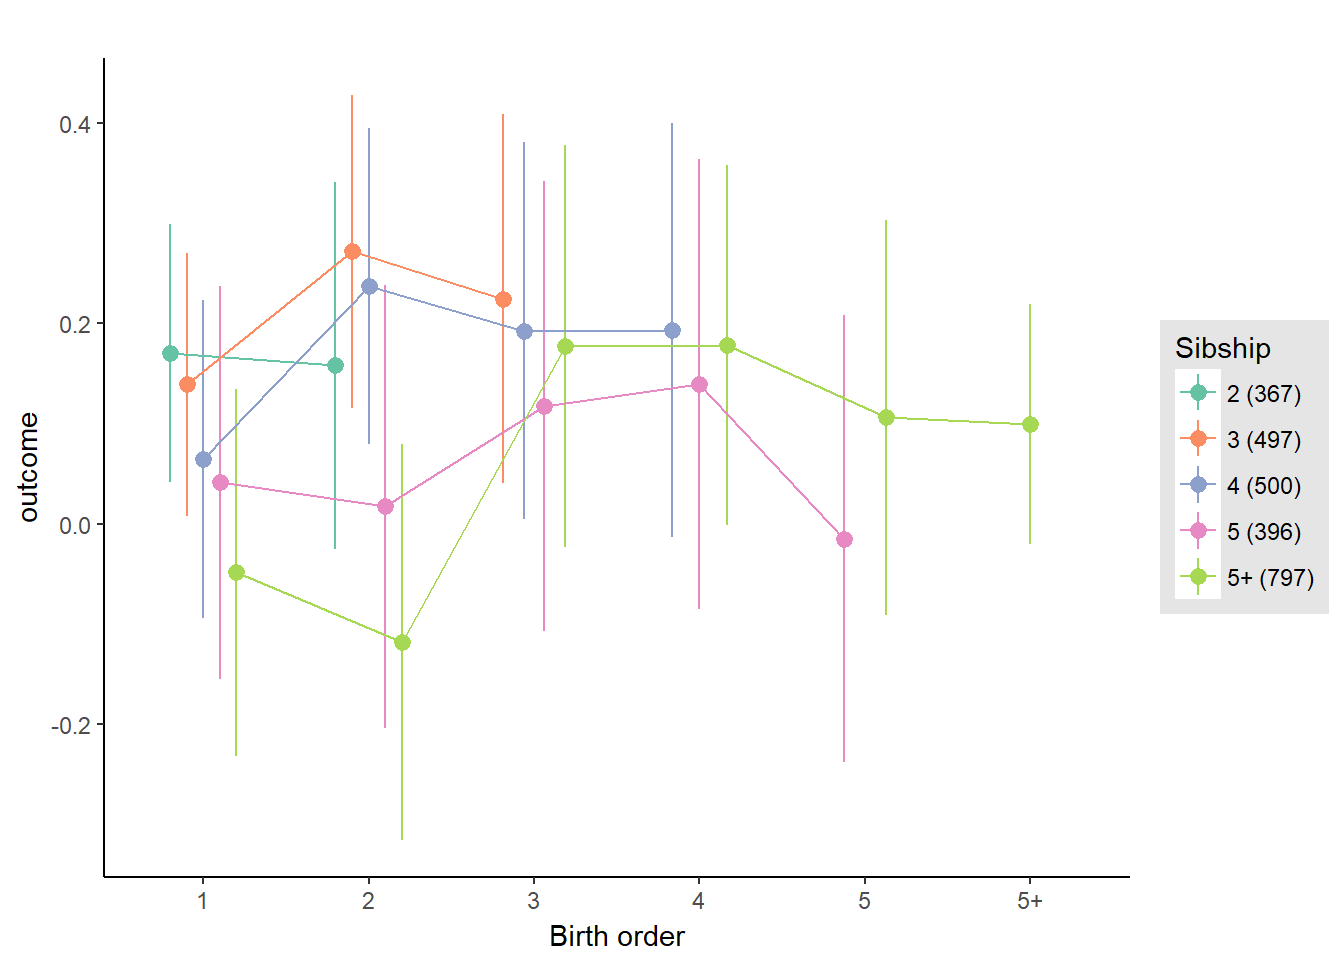 0.4
0.2
0.0
-0.2
outcome
1 2 3 4 5 5+
Birth order
Sibship
2 (367)
3 (497)
4 (500)
5 (396)
5+ (797)